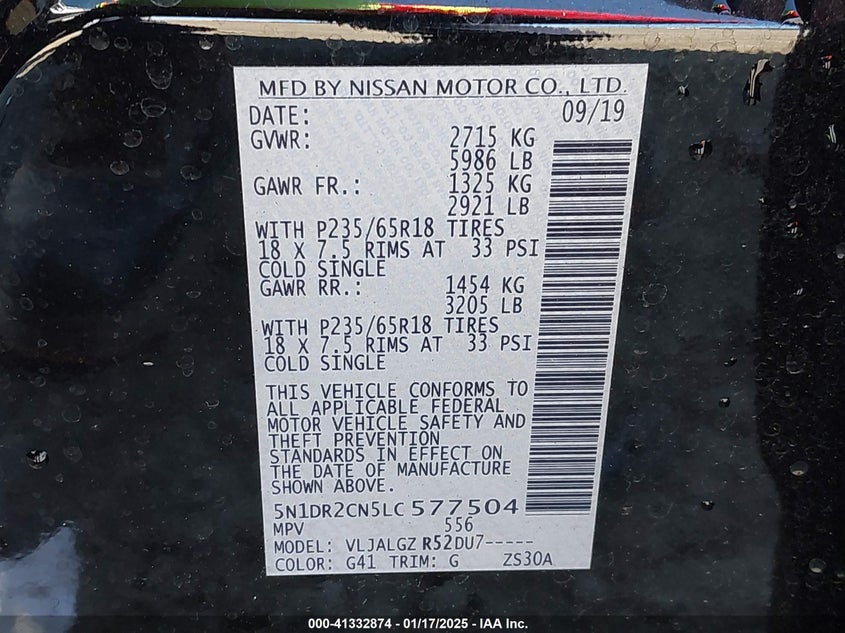 MFD BY NISSAN MOTOR CO., LTD.
DATE: 09/19
GVWR: 2715 KG
5986 LB
GAWR FR.: 1325 KG
2921 LB
WITH P235/65R18 TIRES
18 X 7.5 RIMS AT 33 PSI
COLD SINGLE
GAWR RR.: 1454 KG
3205 LB
WITH P235/65R18 TIRES
18 X 7.5 RIMS AT 33 PSI
COLD SINGLE
THIS VEHICLE CONFORMS TO
ALL APPLICABLE FEDERAL
MOTOR VEHICLE SAFETY AND
THEFT PREVENTION
STANDARDS IN EFFECT ON
THE DATE OF MANUFACTURE
SHOWN ABOVE.
5N1DR2CN5LC577504
MPV 556
MODEL: VLJALGZ R52DU7-----
COLOR: G41 TRIM: G ZS30A
000-41332874 - 01/17/2025 - IAA Inc.